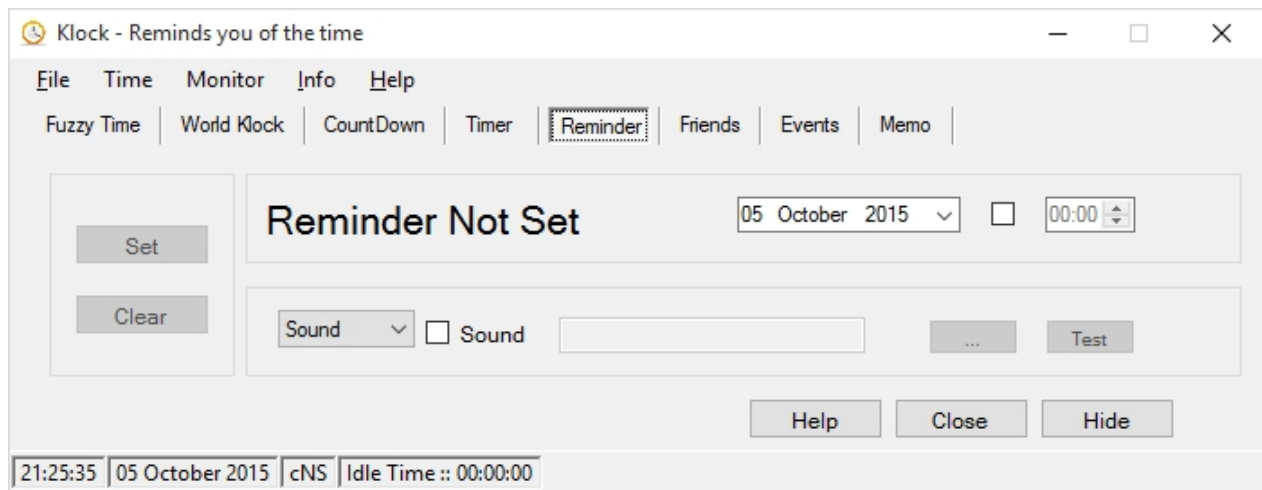 Klock - Reminds you of the time
File Time Monitor Info Help
Fuzzy Time World Klock CountDown Timer Reminder Friends Events Memo
Reminder Not Set 05 October 2015 00:00
Set
Clear
Sound Sound ... Test
Help Close Hide
21:25:35 05 October 2015 cNS Idle Time :: 00:00:00